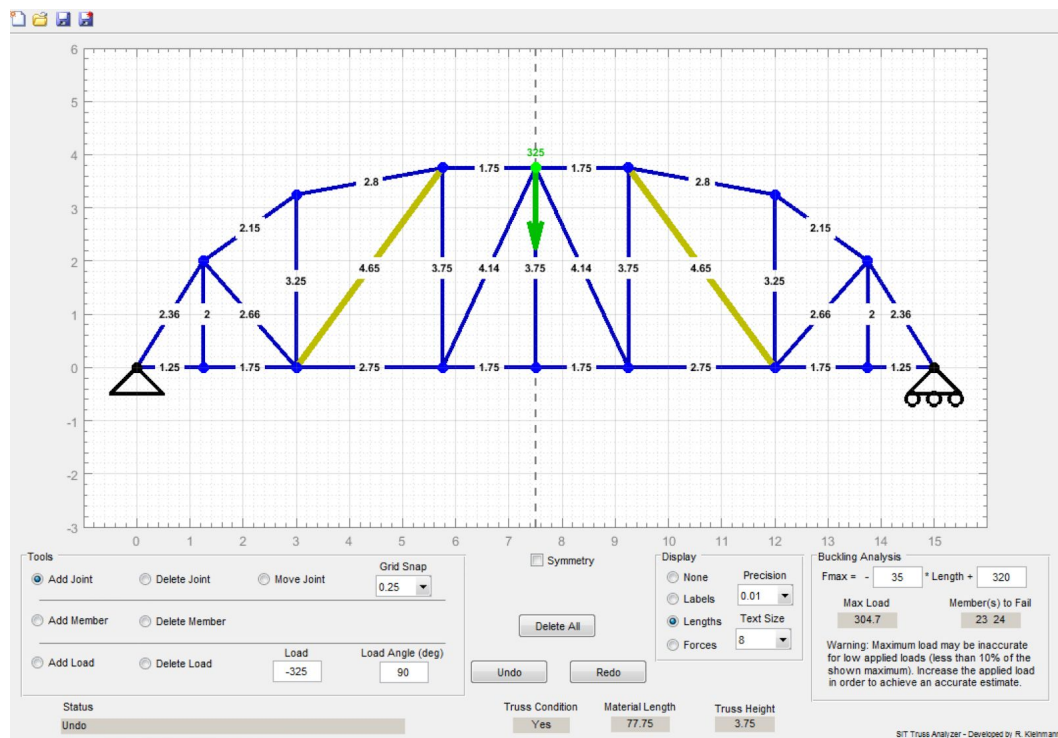 6
5
4
3
2
1
0
-1
-2
-3
325
1.75 1.75
2.8 2.8
2.15 2.15
3.25 4.65 3.75 4.14 3.75 4.14 3.75 4.65 3.25
2.36 2 2.66 2.66 2 2.36
1.25 1.75 2.75 1.75 1.75 2.75 1.75 1.25
0 1 2 3 4 5 6 7 8 9 10 11 12 13 14 15
Tools
Add Joint Delete Joint Move Joint Grid Snap
0.25
Add Member Delete Member
Add Load Delete Load Load Load Angle (deg)
-325 90
Symmetry
Delete All
Undo Redo
Display
None Precision
Labels 0.01
Lengths Text Size
Forces 8
Buckling Analysis
Fmax = - 35 * Length + 320
Max Load Member(s) to Fail
304.7 23 24
Warning: Maximum load may be inaccurate
for low applied loads (less than 10% of the
shown maximum). Increase the applied load
in order to achieve an accurate estimate.
Status Truss Condition Material Length Truss Height
Undo Yes 77.75 3.75
SIT Truss Analyzer - Developed by R. Kleinmann